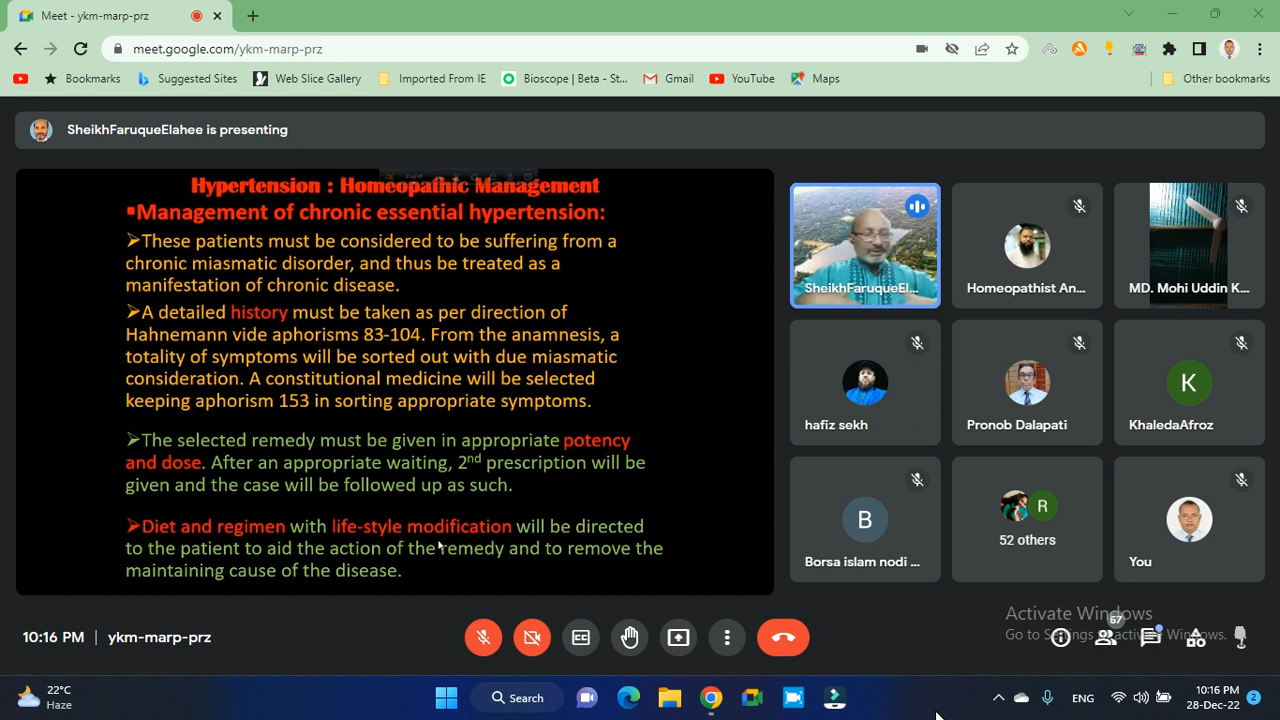 Meet - ykm-marp-prz
meet.google.com/ykm-marp-prz
Bookmarks
Suggested Sites
Web Slice Gallery
Imported From IE
Bioscope | Beta - St...
Gmail
YouTube
Maps
Other bookmarks
SheikhFaruqueElahee is presenting
Hypertension : Homeopathic Management
▪Management of chronic essential hypertension:
➢These patients must be considered to be suffering from a
chronic miasmatic disorder, and thus be treated as a
manifestation of chronic disease.
➢A detailed history must be taken as per direction of
Hahnemann vide aphorisms 83-104. From the anamnesis, a
totality of symptoms will be sorted out with due miasmatic
consideration. A constitutional medicine will be selected
keeping aphorism 153 in sorting appropriate symptoms.
➢The selected remedy must be given in appropriate potency
and dose. After an appropriate waiting, 2nd prescription will be
given and the case will be followed up as such.
➢Diet and regimen with life-style modification will be directed
to the patient to aid the action of the remedy and to remove the
maintaining cause of the disease.
SheikhFaruqueEl...
Homeopathist An...
MD. Mohi Uddin K...
hafiz sekh
Pronob Dalapati
K
KhaledaAfroz
B
Borsa islam nodi ...
R
52 others
You
Activate Windows
Go to Settings to activate Windows.
10:16 PM | ykm-marp-prz
CC
57
22°C
Haze
Search
ENG
10:16 PM
28-Dec-22
2